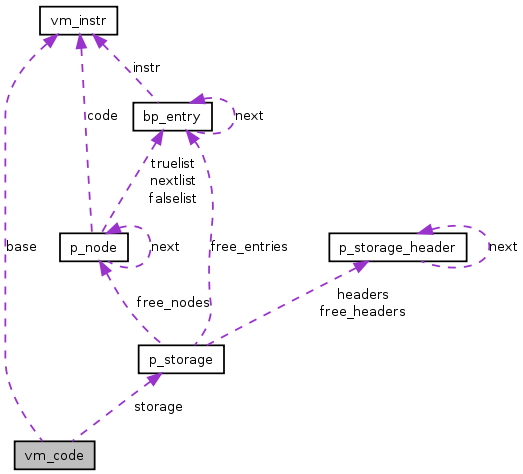 vm_instr
instr
code
bp_entry
next
truelist
nextlist
falselist
base
p_node
next
free_entries
p_storage_header
next
free_nodes
headers
free_headers
p_storage
storage
vm_code